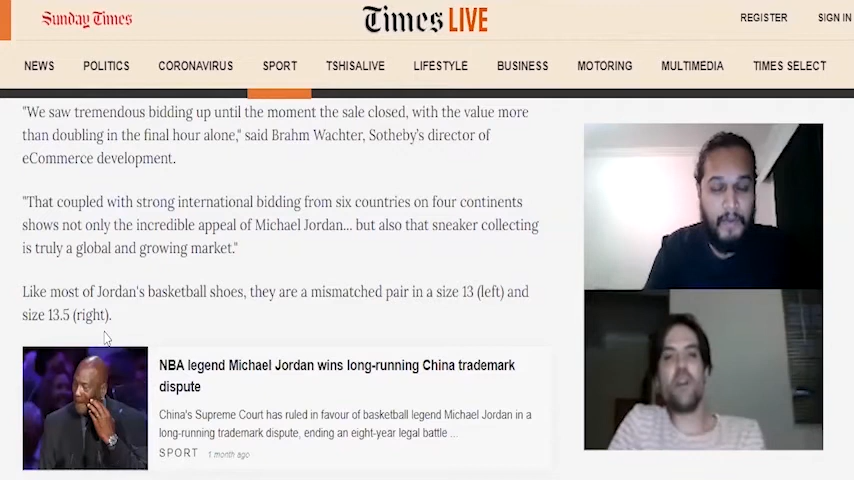 Sunday Times
Times LIVE
REGISTER SIGN IN
NEWS POLITICS CORONAVIRUS SPORT TSHISALIVE LIFESTYLE BUSINESS MOTORING MULTIMEDIA TIMES SELECT
"We saw tremendous bidding up until the moment the sale closed, with the value more
than doubling in the final hour alone," said Brahm Wachter, Sotheby's director of
eCommerce development.
"That coupled with strong international bidding from six countries on four continents
shows not only the incredible appeal of Michael Jordan... but also that sneaker collecting
is truly a global and growing market."
Like most of Jordan's basketball shoes, they are a mismatched pair in a size 13 (left) and
size 13.5 (right).
NBA legend Michael Jordan wins long-running China trademark
dispute
China's Supreme Court has ruled in favour of basketball legend Michael Jordan in a
long-running trademark dispute, ending an eight-year legal battle ...
SPORT 1 month ago